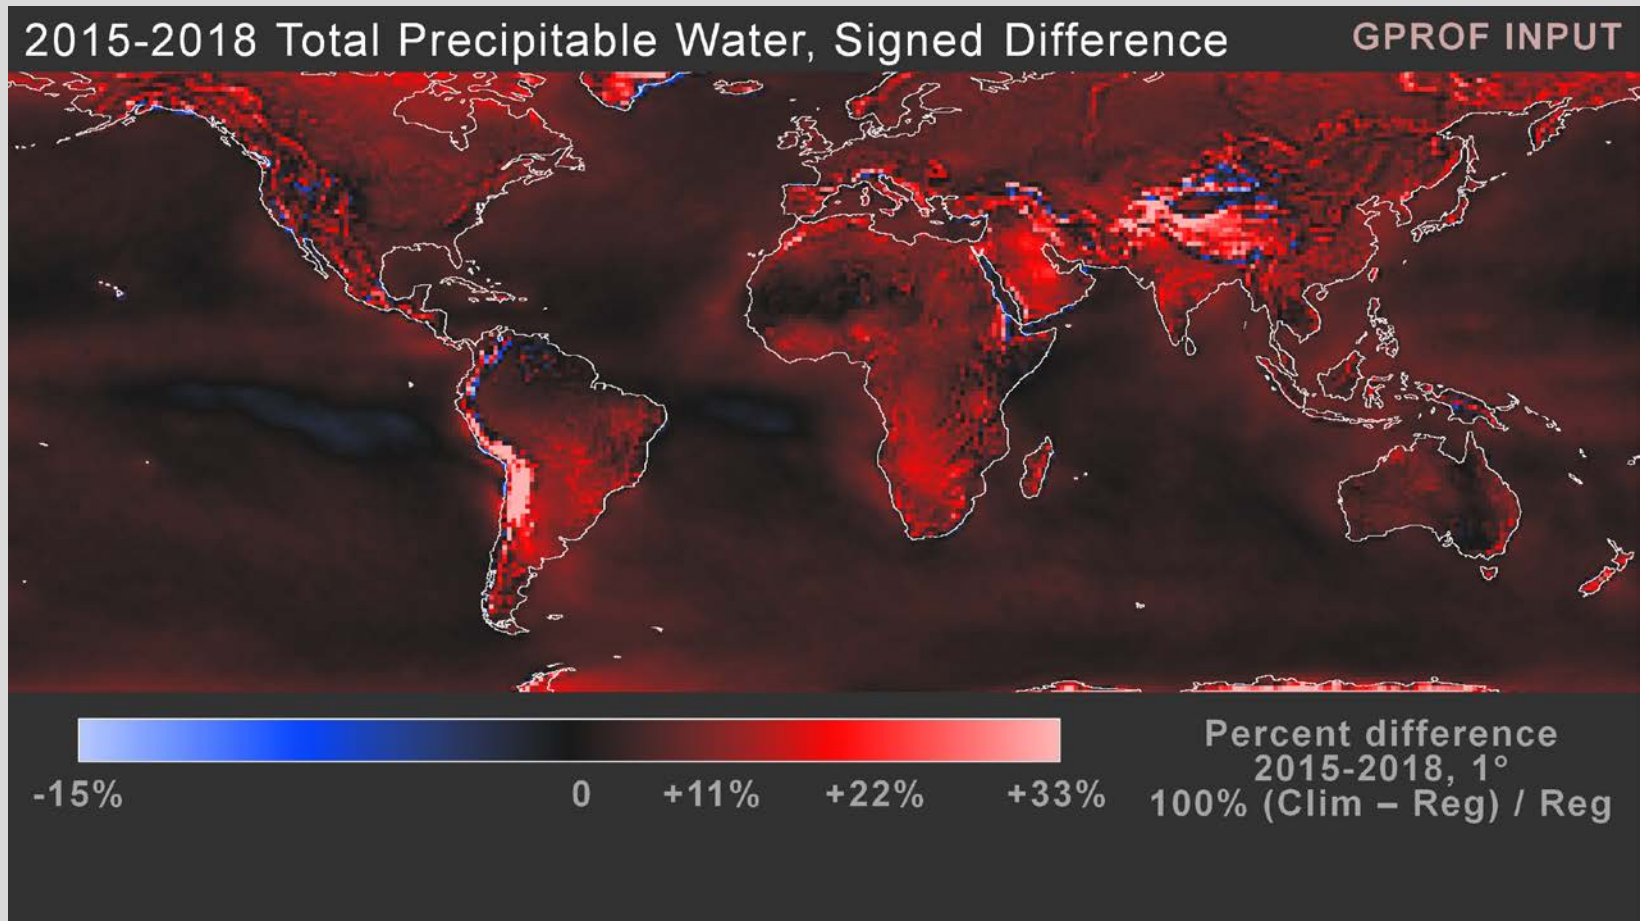 2015-2018 Total Precipitable Water, Signed Difference
GPROF INPUT
-15%
0
+11%
+22%
+33%
Percent difference
2015-2018, 1°
100% (Clim – Reg) / Reg